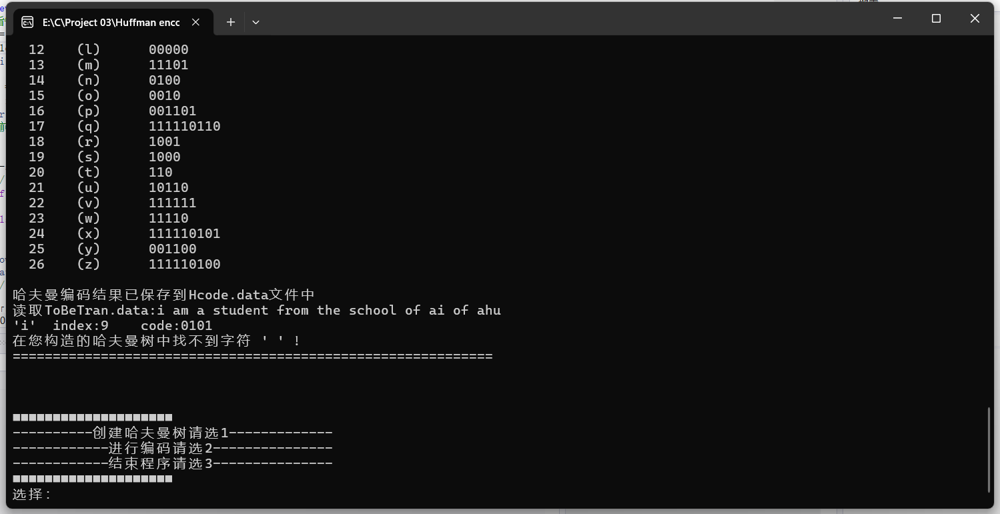 E:\C\Project 03\Huffman encc
12 (l) 00000
13 (m) 11101
14 (n) 0100
15 (o) 0010
16 (p) 001101
17 (q) 111110110
18 (r) 1001
19 (s) 1000
20 (t) 110
21 (u) 10110
22 (v) 111111
23 (w) 11110
24 (x) 111110101
25 (y) 001100
26 (z) 111110100
哈夫曼编码结果已保存到Hcode.data文件中
读取ToBeTran.data:i am a student from the school of ai of ahu
'i' index:9 code:0101
在您构造的哈夫曼树中找不到字符 ' ' !
============================================================
■■■■■■■■■■■■■■■■■■■■
----------创建哈夫曼树请选1-------------
------------进行编码请选2---------------
------------结束程序请选3---------------
■■■■■■■■■■■■■■■■■■■■
选择: